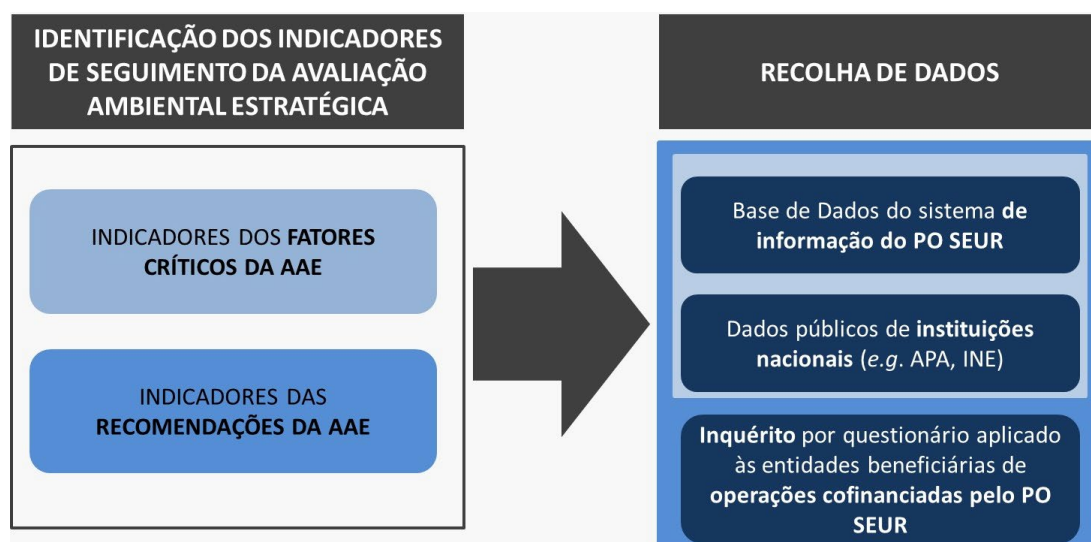 IDENTIFICAÇÃO DOS INDICADORES
DE SEGUIMENTO DA AVALIAÇÃO
AMBIENTAL ESTRATÉGICA
INDICADORES DOS FATORES
CRÍTICOS DA AAE
INDICADORES DAS
RECOMENDAÇÕES DA AAE
RECOLHA DE DADOS
Base de Dados do sistema de
informação do PO SEUR
Dados públicos de instituições
nacionais (e.g. APA, INE)
Inquérito por questionário aplicado
às entidades beneficiárias de
operações cofinanciadas pelo PO
SEUR